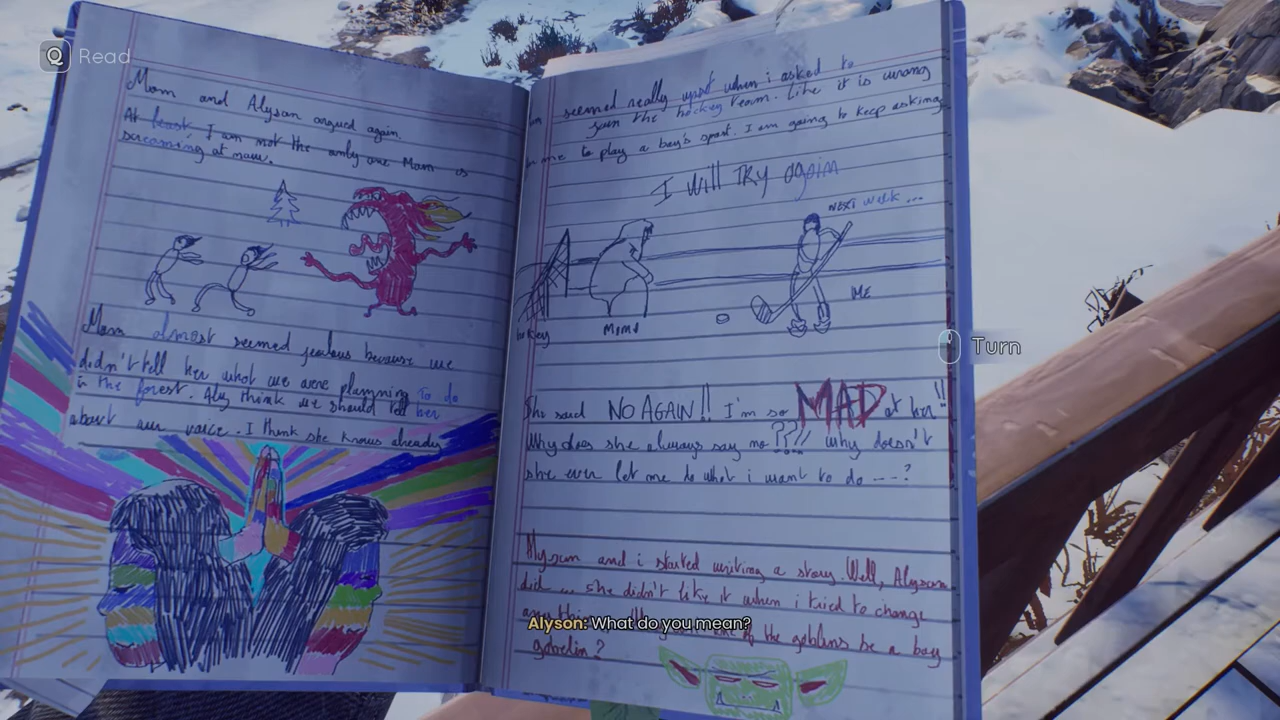 Q Read
Mom and Alyson argued again.
At least I am not the only one Mom is
screaming at now.
Mom almost seemed jealous because we
didn't tell her what we were planning to do
in the forest. Aly think we should tell her
about our voice. I think she knows already
seemed really upset when i asked to
join the hockey team. Like it is wrong
me to play a boy's sport. I am going to keep asking
I will TRY again
NEXT week ...
ME
MOMS
hockey
She said NO AGAIN!! I'm so MAD at her!!
Why does she always say no ??!! why doesn't
she ever let me do what i want to do ---?
Turn
Alyson and i started writing a story. Well, Alyson
did... she didn't like it when i tried to change
Alyson: What do you mean?
of the goblins be a boy
gobelin?